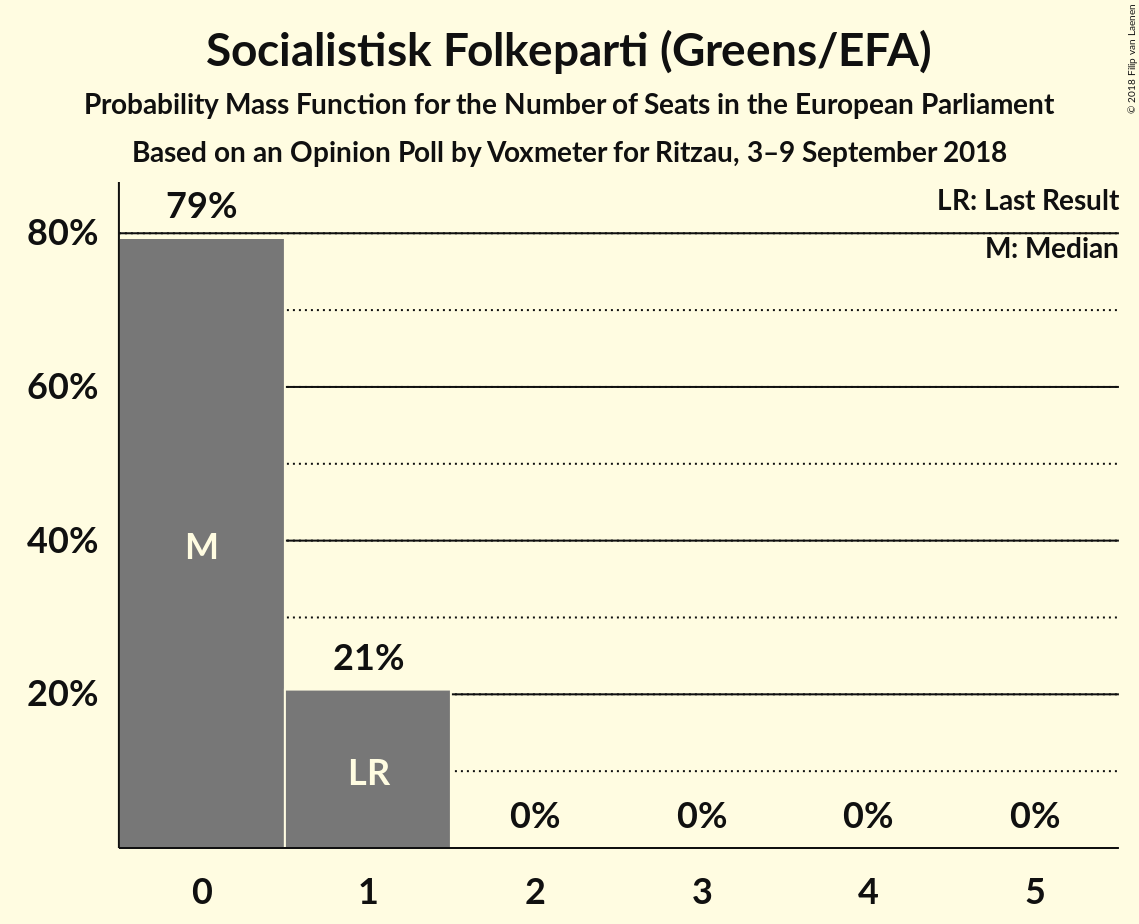 Socialistisk Folkeparti (Greens/EFA)
Probability Mass Function for the Number of Seats in the European Parliament
Based on an Opinion Poll by Voxmeter for Ritzau, 3–9 September 2018
© 2018 Filip van Laenen
LR: Last Result
M: Median
79%
80%
60%
40%
20%
M
21%
LR
0% 0% 0% 0%
0 1 2 3 4 5